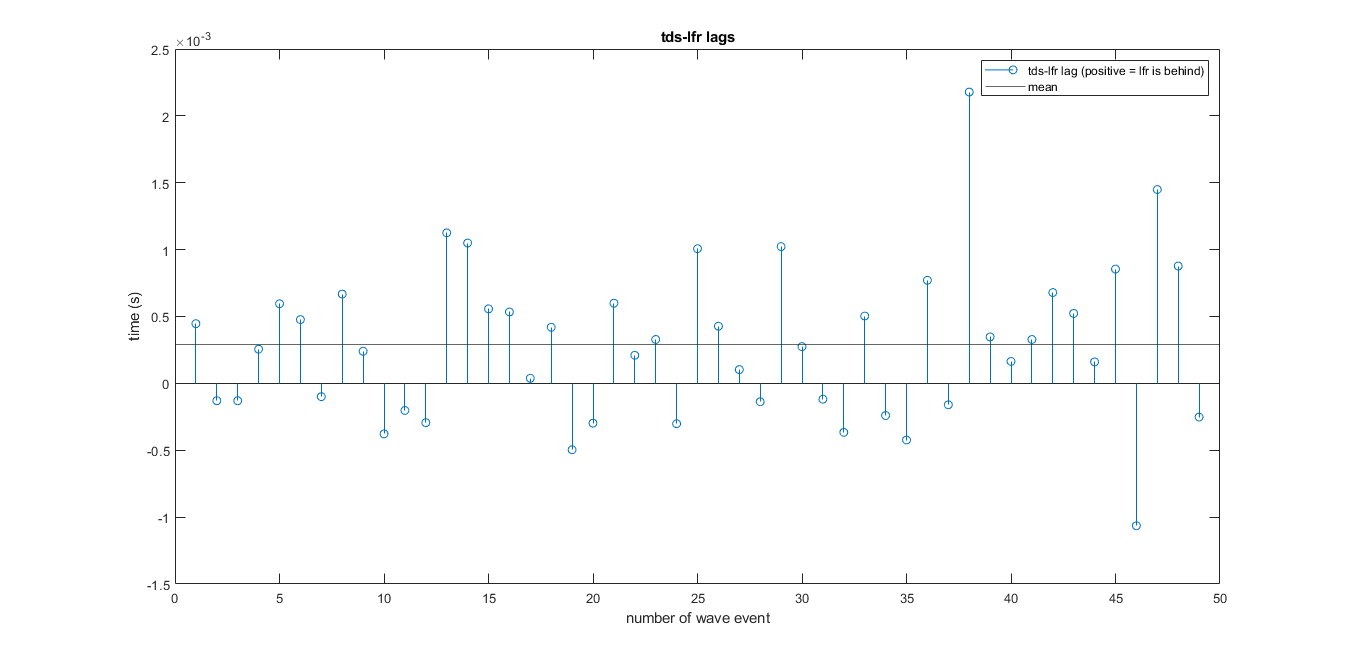 tds-lfr lags
×10-3
tds-lfr lag (positive = lfr is behind)
mean
2.5
2
1.5
1
0.5
0
-0.5
-1
-1.5
time (s)
0 5 10 15 20 25 30 35 40 45 50
number of wave event